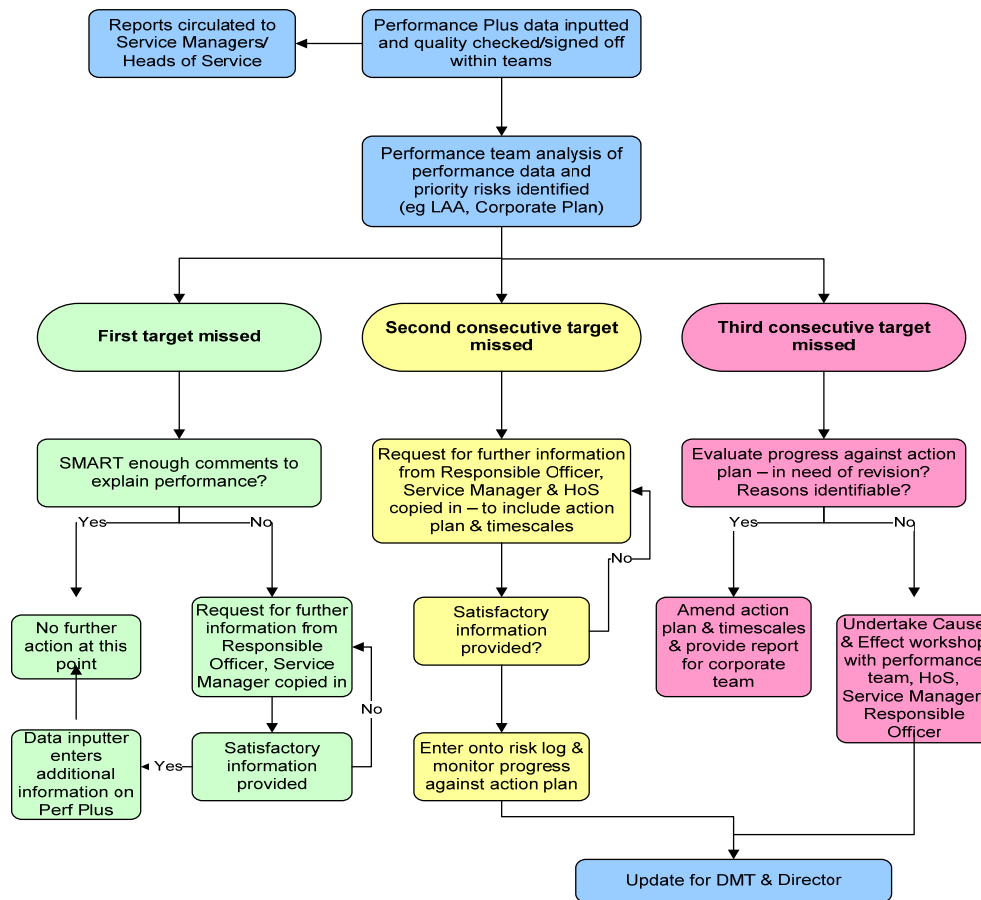 Reports circulated to
Service Managers/
Heads of Service
Performance Plus data inputted
and quality checked/signed off
within teams
Performance team analysis of
performance data and
priority risks identified
(eg LAA, Corporate Plan)
First target missed
Second consecutive target
missed
Third consecutive target
missed
SMART enough comments to
explain performance?
Request for further information
from Responsible Officer,
Service Manager & HoS
copied in – to include action
plan & timescales
Evaluate progress against action
plan – in need of revision?
Reasons identifiable?
Yes
No
No
Yes
No
No further
action at this
point
Request for further
information from
Responsible
Officer, Service
Manager copied in
Satisfactory
information
provided?
Amend action
plan & timescales
& provide report
for corporate
team
Undertake Cause
& Effect workshop
with performance
team, HoS,
Service Manager
Responsible
Officer
No
Data inputter
enters
additional
information on
Perf Plus
Yes
Satisfactory
information
provided
Enter onto risk log &
monitor progress
against action plan
Update for DMT & Director